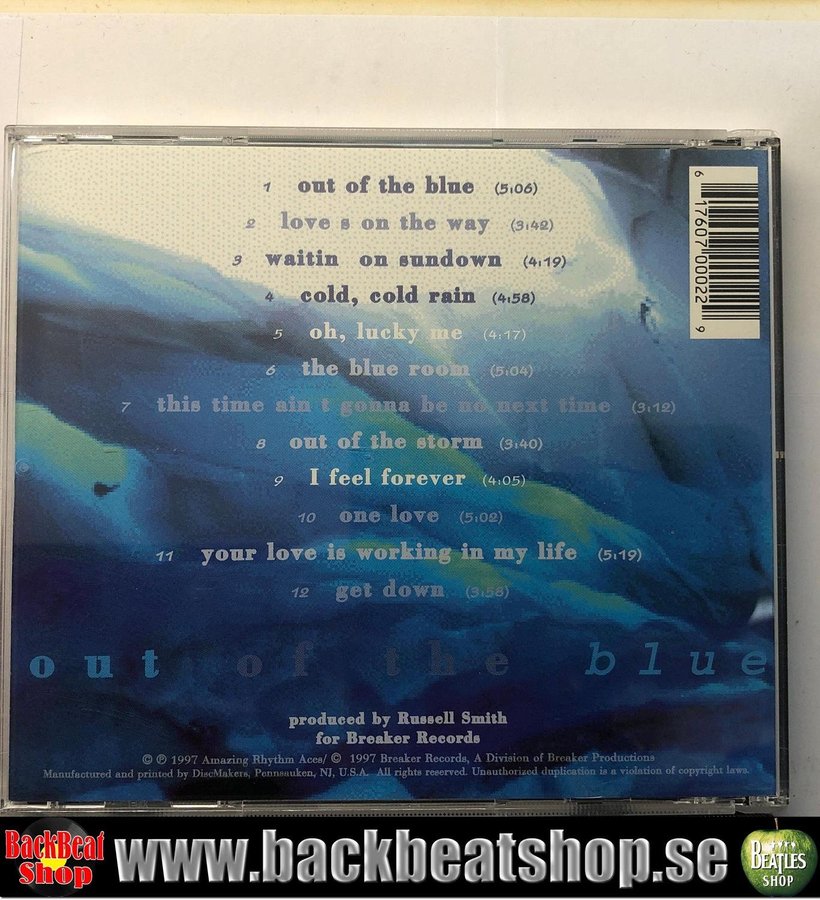 1 out of the blue (5:06)
2 love s on the way (3:42)
3 waitin on sundown (4:19)
4 cold, cold rain (4:58)
5 oh, lucky me (4:17)
6 the blue room (5:04)
7 this time ain t gonna be no next time (3:12)
8 out of the storm (3:40)
9 I feel forever (4:05)
10 one love (5:02)
11 your love is working in my life (5:19)
12 get down (3:58)
6 17607 00022 9
out of the blue
produced by Russell Smith
for Breaker Records
© ℗ 1997 Amazing Rhythm Aces/ © 1997 Breaker Records, A Division of Breaker Productions
Manufactured and printed by DiscMakers, Pennsauken, NJ, U.S.A. All rights reserved. Unauthorized duplication is a violation of copyright laws.
BackBeat
Shop
www.backbeatshop.se
BEATLES
SHOP